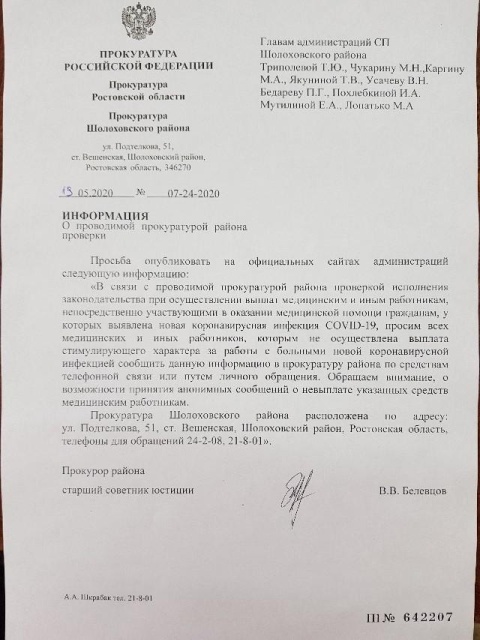 ПРОКУРАТУРА
РОССИЙСКОЙ ФЕДЕРАЦИИ
Прокуратура
Ростовской области
Прокуратура
Шолоховского района
ул. Подтелкова, 51,
ст. Вешенская, Шолоховский район,
Ростовская область, 346270
19 05.2020 № 07-24-2020
Главам администраций СП
Шолоховского района
Триполевой Т.Ю., Чукарину М.Н.,Каргину
М.А., Якуниной Т.В., Усачеву В.Н.
Бедареву П.Г., Похлебкиной И.А.
Мутилиной Е.А., Лопатько М.А
ИНФОРМАЦИЯ
О проводимой прокуратурой района
проверки
Просьба опубликовать на официальных сайтах администраций
следующую информацию:
«В связи с проводимой прокуратурой района проверкой исполнения
законодательства при осуществлении выплат медицинским и иным работникам,
непосредственно участвующими в оказании медицинской помощи гражданам, у
которых выявлена новая коронавирусная инфекция COVID-19, просим всех
медицинских и иных работников, которым не осуществлена выплата
стимулирующего характера за работы с больными новой коронавирусной
инфекцией сообщить данную информацию в прокуратуру района по средствам
телефонной связи или путем личного обращения. Обращаем внимание, о
возможности принятия анонимных сообщений о невыплате указанных средств
медицинским работникам.
Прокуратура Шолоховского района расположена по адресу:
ул. Подтелкова, 51, ст. Вешенская, Шолоховский район, Ростовская область,
телефоны для обращений 24-2-08, 21-8-01».
Прокурор района
старший советник юстиции В.В. Белевцов
А.А. Щербак тел. 21-8-01
Ш № 642207